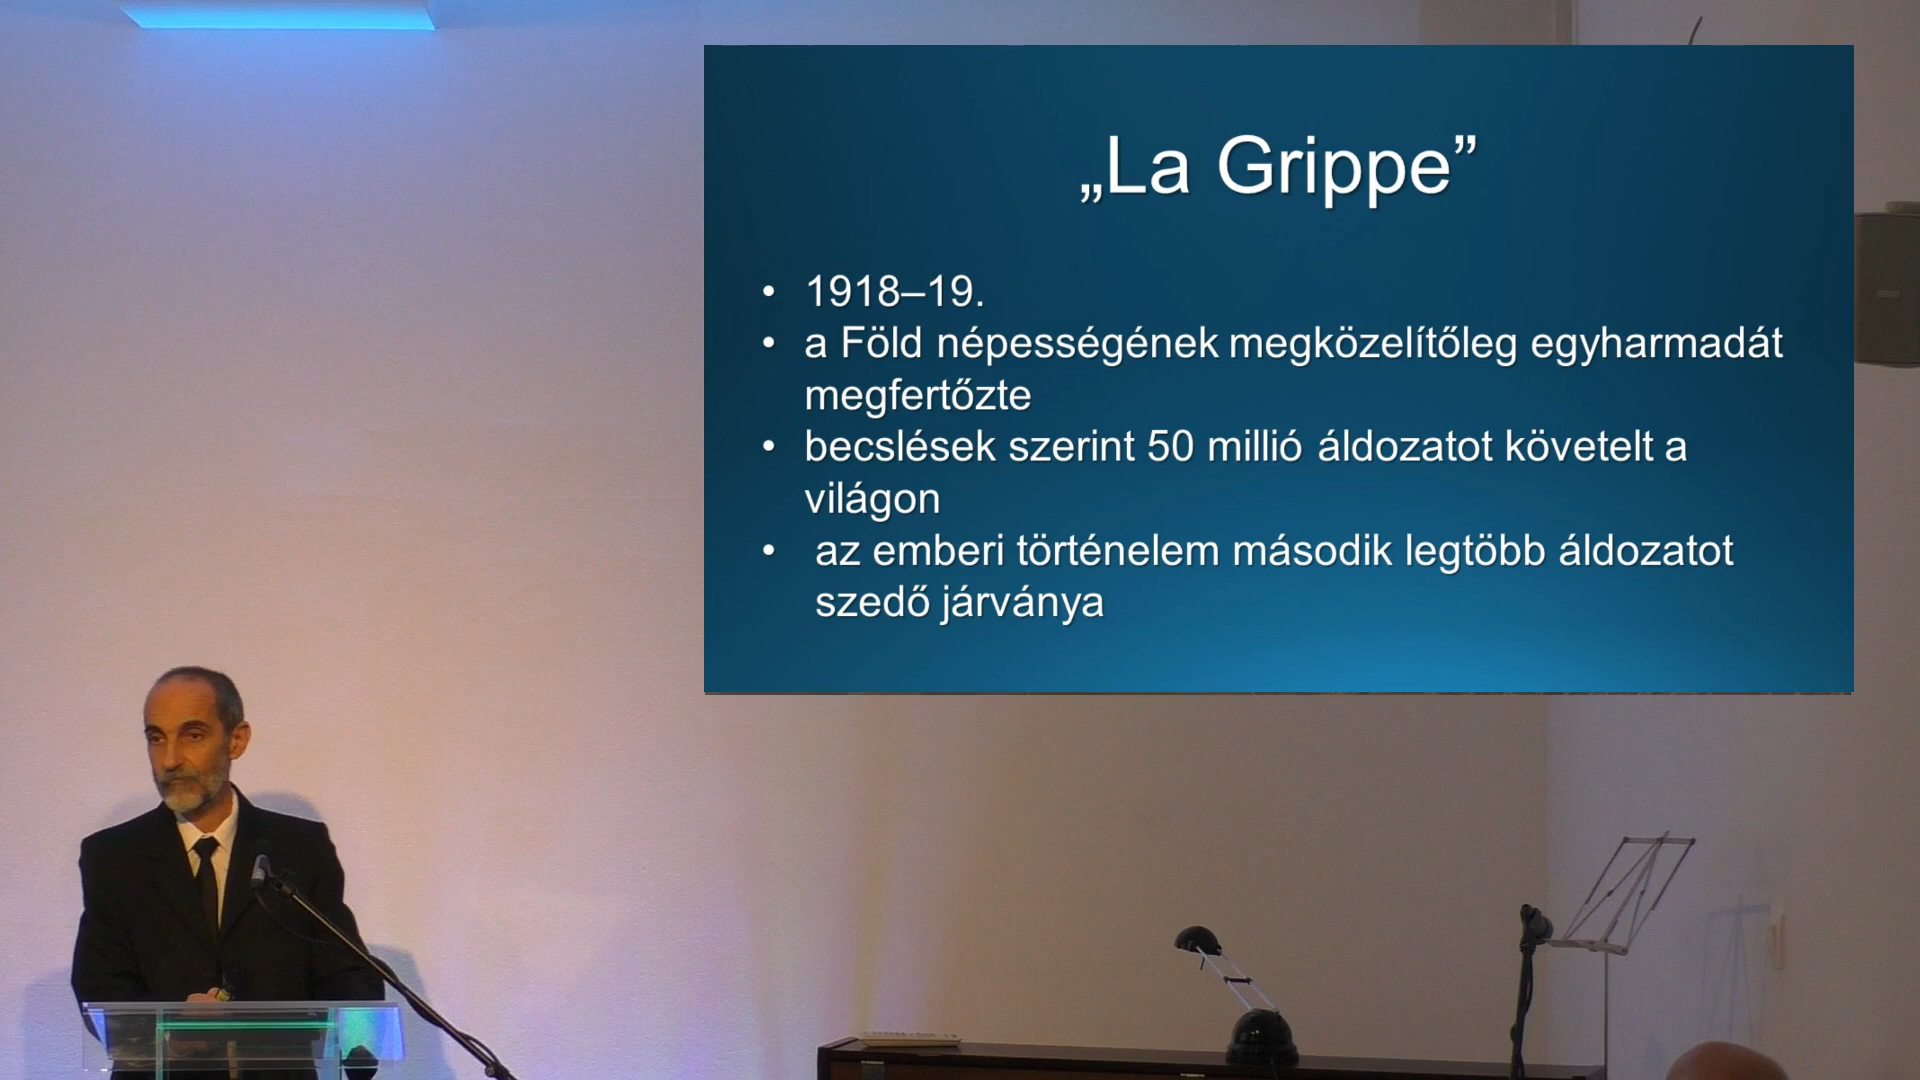 „La Grippe”
• 1918–19.
• a Föld népességének megközelítőleg egyharmadát
megfertőzte
• becslések szerint 50 millió áldozatot követelt a
világon
• az emberi történelem második legtöbb áldozatot
szedő járványa